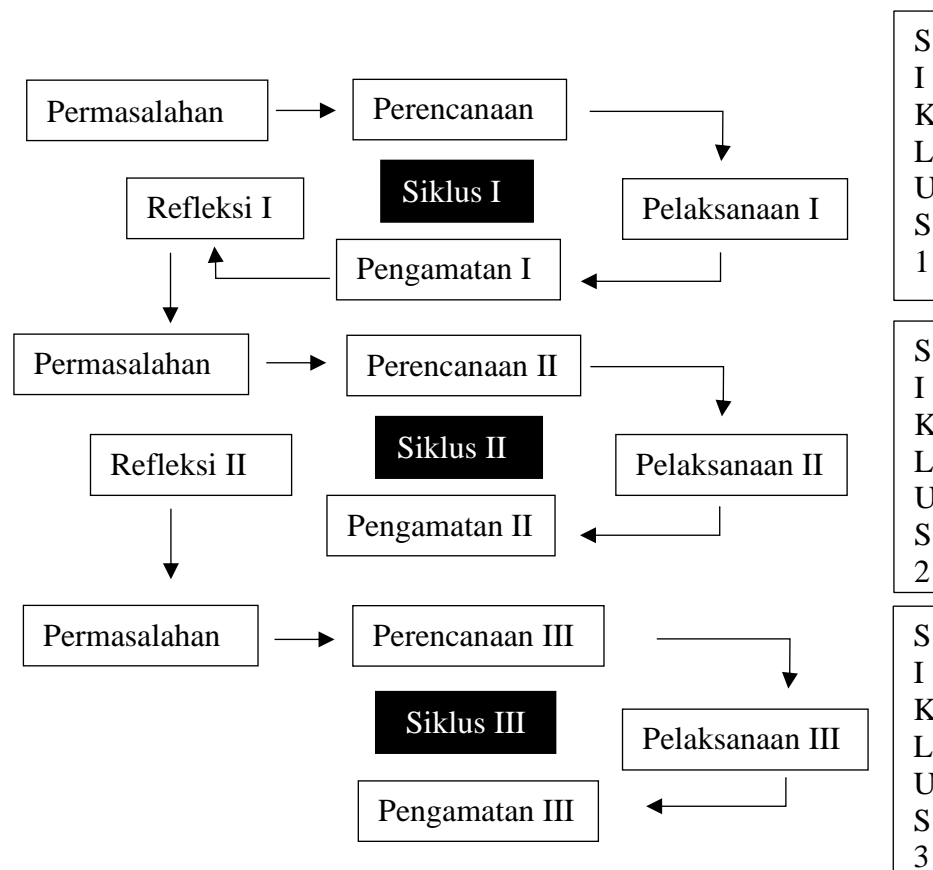 Permasalahan
Perencanaan
Siklus I
Refleksi I
Pelaksanaan I
Pengamatan I
S
I
K
L
U
S
1
Permasalahan
Perencanaan II
Siklus II
Refleksi II
Pelaksanaan II
Pengamatan II
S
I
K
L
U
S
2
Permasalahan
Perencanaan III
Siklus III
Pelaksanaan III
Pengamatan III
S
I
K
L
U
S
3